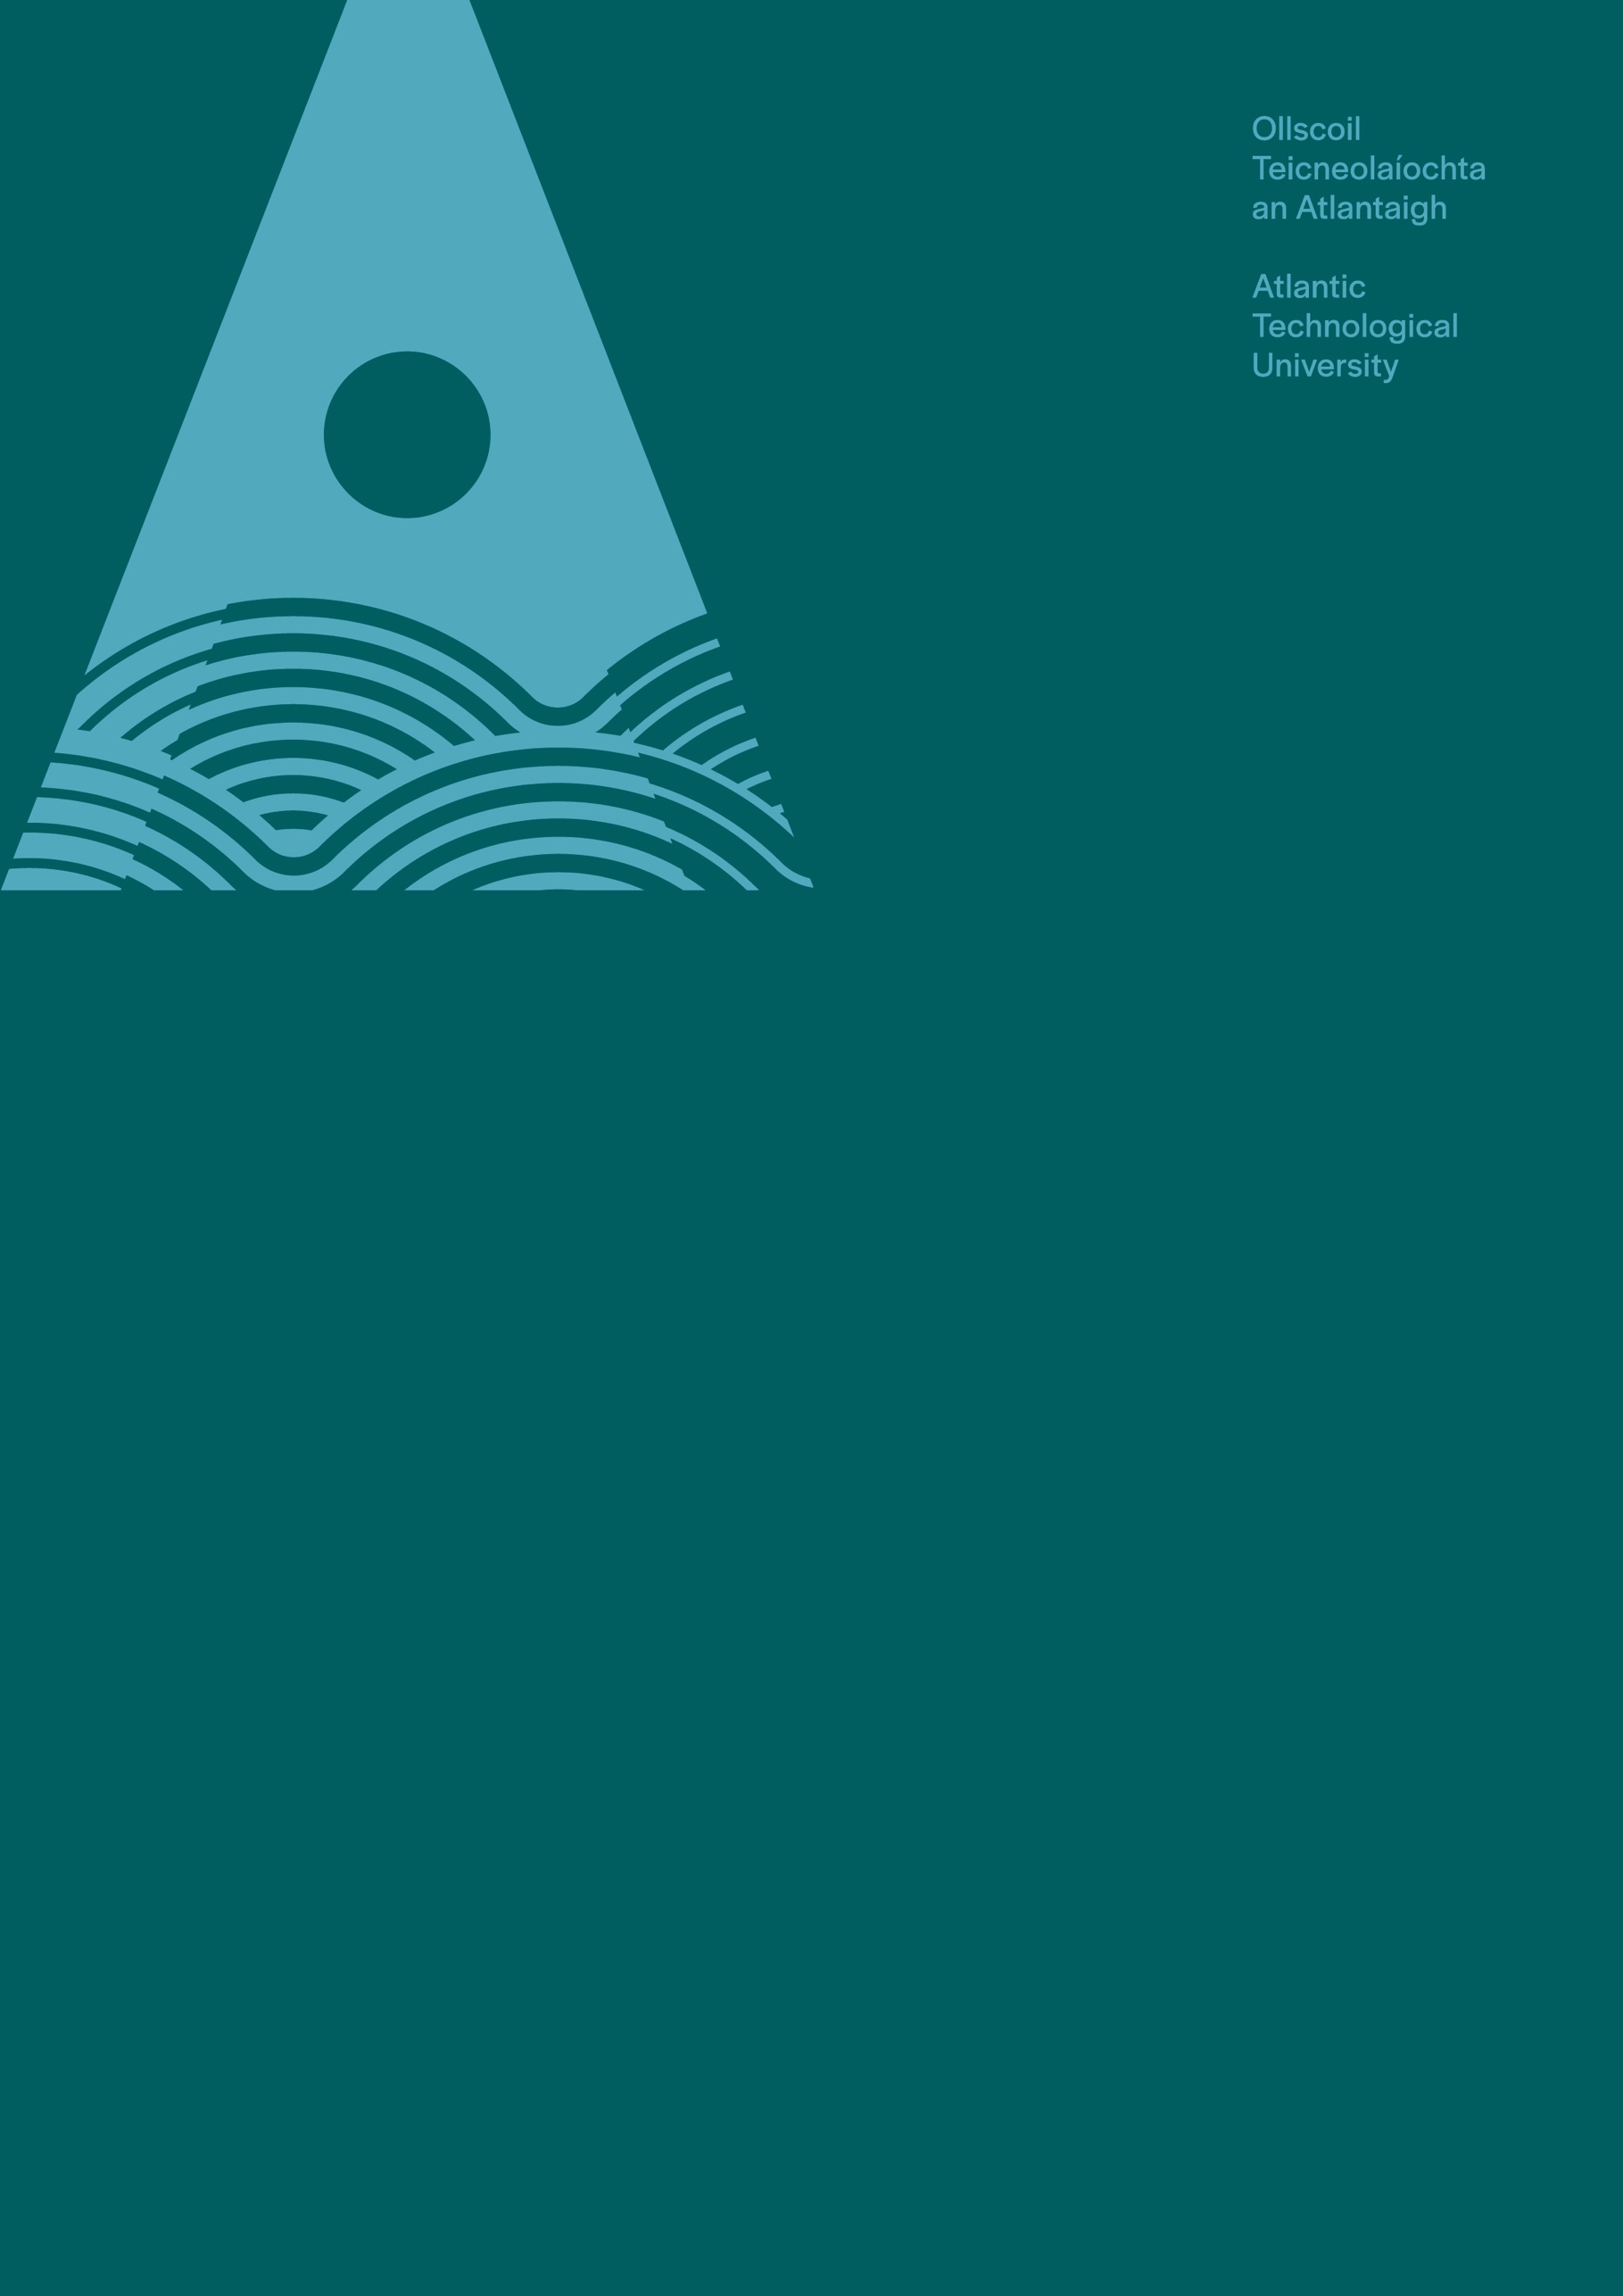 Ollscoil
Teicneolaíochta
an Atlantaigh
Atlantic
Technological
University